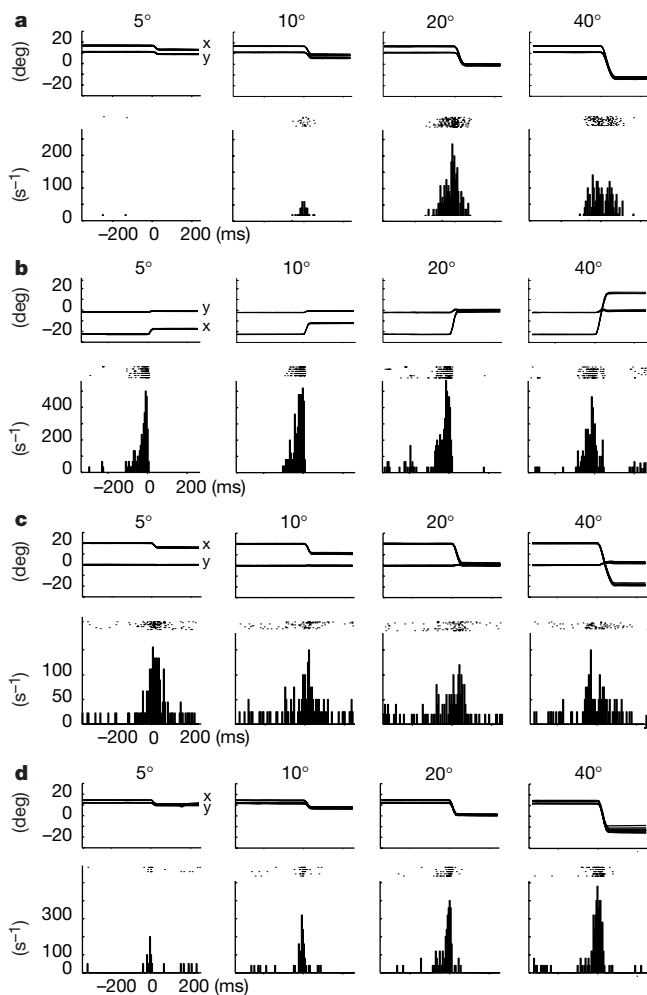 a 5° 10° 20° 40°
(deg) 20 0 −20 x y
(s⁻¹) 200 100 0
−200 0 200 (ms)
b 5° 10° 20° 40°
(deg) 20 0 −20 y x
(s⁻¹) 400 200 0
−200 0 200 (ms)
c 5° 10° 20° 40°
(deg) 20 0 −20 x y
(s⁻¹) 100 50 0
−200 0 200 (ms)
d 5° 10° 20° 40°
(deg) 20 0 −20 x y
(s⁻¹) 300 100 0
−200 0 200 (ms)